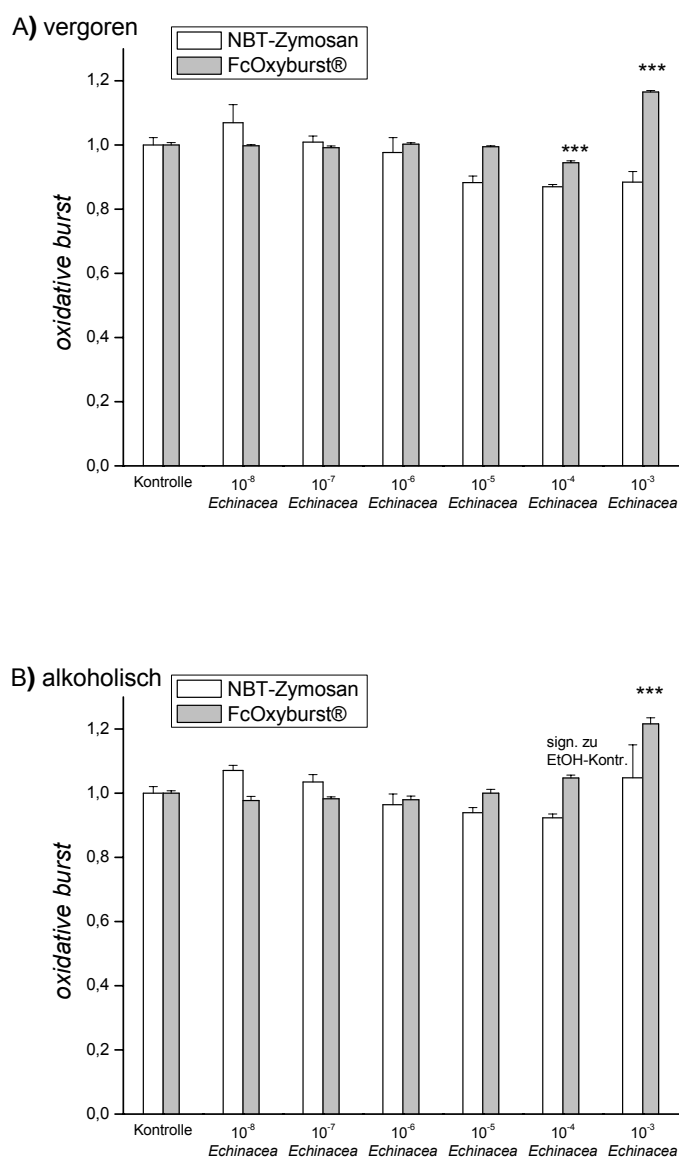 A) vergoren
NBT-Zymosan
FcOxyburst®
***
***
1,2
1,0
0,8
0,6
0,4
0,2
0,0
oxidative burst
Kontrolle 10-8 10-7 10-6 10-5 10-4 10-3
Echinacea Echinacea Echinacea Echinacea Echinacea Echinacea
B) alkoholisch
NBT-Zymosan
FcOxyburst®
***
sign. zu
EtOH-Kontr.
1,2
1,0
0,8
0,6
0,4
0,2
0,0
oxidative burst
Kontrolle 10-8 10-7 10-6 10-5 10-4 10-3
Echinacea Echinacea Echinacea Echinacea Echinacea Echinacea